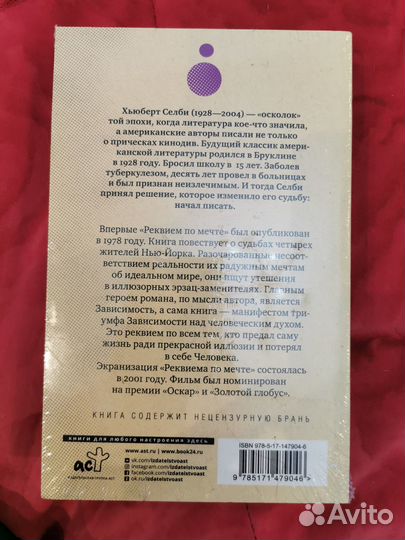 Хьюберт Селби (1928—2004) — «осколок»
той эпохи, когда литература кое-что значила,
а американские авторы писали не только
о прическах кинодив. Будущий классик амери-
канской литературы родился в Бруклине
в 1928 году. Бросил школу в 15 лет. Заболев
туберкулезом, десять лет провел в больницах
и был признан неизлечимым. И тогда Селби
принял решение, которое изменило его судьбу:
начал писать.
Впервые «Реквием по мечте» был опубликован
в 1978 году. Книга повествует о судьбах четырех
жителей Нью-Йорка. Разочарованные несоот-
ветствием реальности их радужным мечтам
об идеальном мире, они ищут утешения
в иллюзорных эрзац-заменителях. Главным
героем романа, по мысли автора, является
Зависимость, а сама книга — манифестом три-
умфа Зависимости над человеческим духом.
Это реквием по всем тем, кто предал саму
жизнь ради прекрасной иллюзии и потерял
в себе Человека.
Экранизация «Реквиема по мечте» состоялась
в 2001 году. Фильм был номинирован
на «Оскар» и «Золотой глобус».
КНИГА СОДЕРЖИТ НЕЦЕНЗУРНУЮ БРАНЬ
книги для любого настроения здесь
www.ast.ru | www.book24.ru
vk.com/izdatelstvoast
instagram.com/izdatelstvoast
facebook.com/izdatelstvoast
ok.ru/izdatelstvoast
АСТ
ИЗДАТЕЛЬСКАЯ ГРУППА АСТ
ISBN 978-5-17-147904-6
9 785171 479046 >
Avito